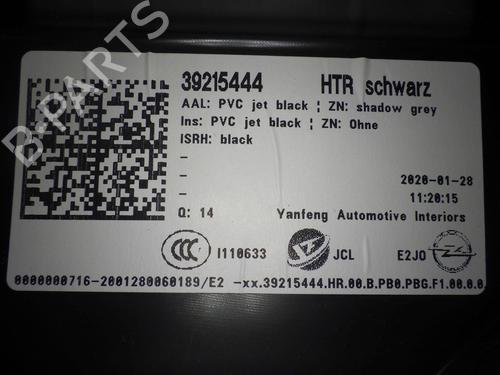 B-PARTS
39215444 HTR schwarz
AAL: PVC jet black ¦ ZN: shadow grey
Ins: PVC jet black ¦ ZN: Ohne
ISRH: black
-
-
- 2020-01-28
- 11:20:15
Q: 14 Yanfeng Automotive Interiors
CCC I110633 JCL E2JO
0000000716-2001280060189/E2 -xx.39215444.HR.00.B.PB0.PBG.F1.00.0.0